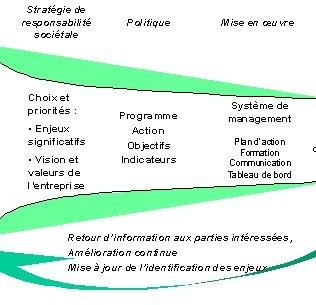 Stratégie de
responsabilité
sociétale
Politique
Mise en œuvre
Choix et
priorités :
• Enjeux
significatifs
• Vision et
valeurs de
l'entreprise
Programme
Action
Objectifs
Indicateurs
Système de
management
Plan d'action
Formation
Communication
Tableau de bord
Retour d'information aux parties intéressées,
Amélioration continue
Mise à jour de l'identification des enjeux